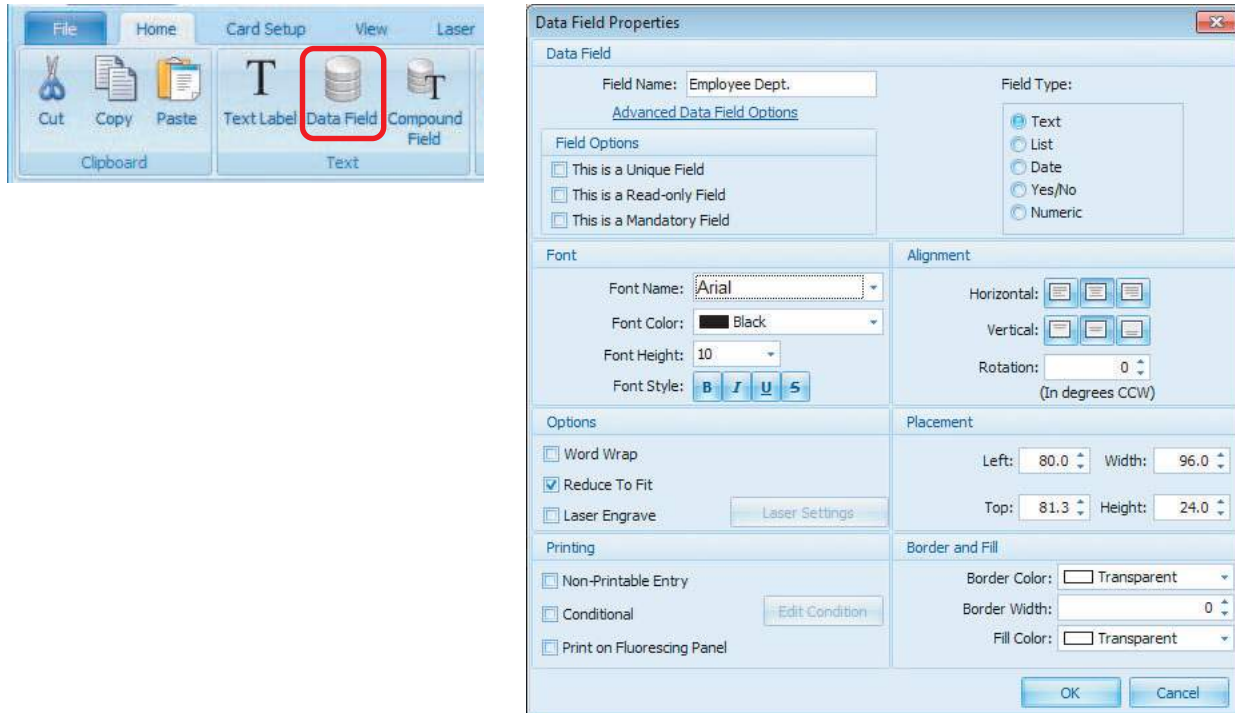 File Home Card Setup View Laser
Cut Copy Paste Text Label Data Field Compound
Field
Clipboard Text
Data Field Properties
Data Field
Field Name: Employee Dept.
Advanced Data Field Options
Field Options
This is a Unique Field
This is a Read-only Field
This is a Mandatory Field
Field Type:
Text
List
Date
Yes/No
Numeric
Font
Font Name: Arial
Font Color: Black
Font Height: 10
Font Style: B I U S
Alignment
Horizontal:
Vertical:
Rotation: 0
(In degrees CCW)
Options
Word Wrap
Reduce To Fit
Laser Engrave Laser Settings
Placement
Left: 80.0 Width: 96.0
Top: 81.3 Height: 24.0
Printing
Non-Printable Entry
Conditional Edit Condition
Print on Fluorescing Panel
Border and Fill
Border Color: Transparent
Border Width: 0
Fill Color: Transparent
OK Cancel